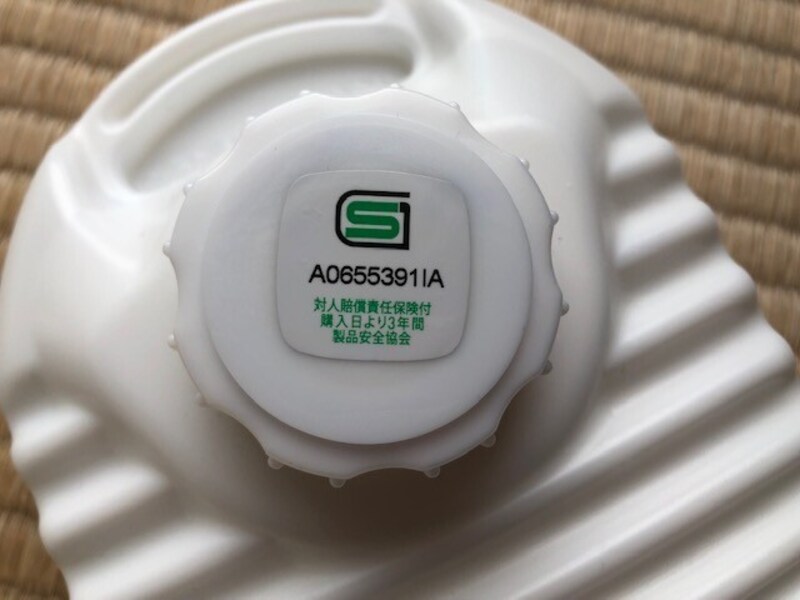 SG
A0655391IA
対人賠償責任保険付
購入日より3年間
製品安全協会